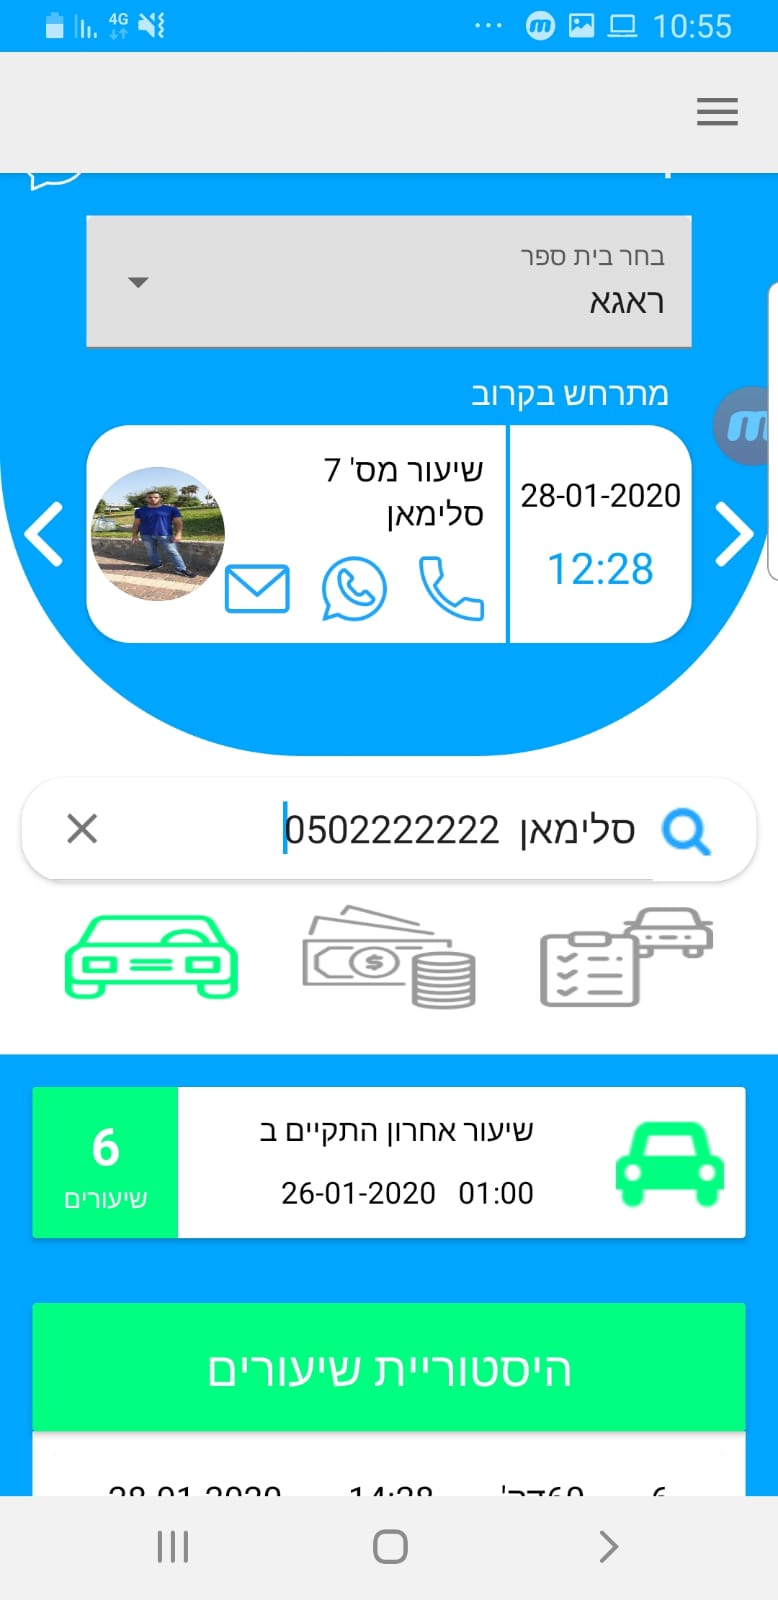 10:55
4G
בחר בית ספר
ראגא
מתרחש בקרוב
28-01-2020
12:28
שיעור מס' 7
סלימאן
סלימאן 0502222222
שיעור אחרון התקיים ב
26-01-2020 01:00
6
שיעורים
היסטוריית שיעורים